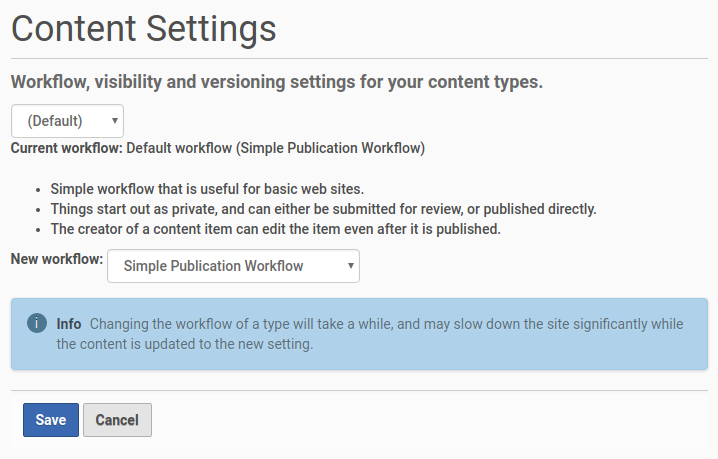 Content Settings
Workflow, visibility and versioning settings for your content types.
(Default)
Current workflow: Default workflow (Simple Publication Workflow)
Simple workflow that is useful for basic web sites.
Things start out as private, and can either be submitted for review, or published directly.
The creator of a content item can edit the item even after it is published.
New workflow: Simple Publication Workflow
Info Changing the workflow of a type will take a while, and may slow down the site significantly while
the content is updated to the new setting.
Save Cancel